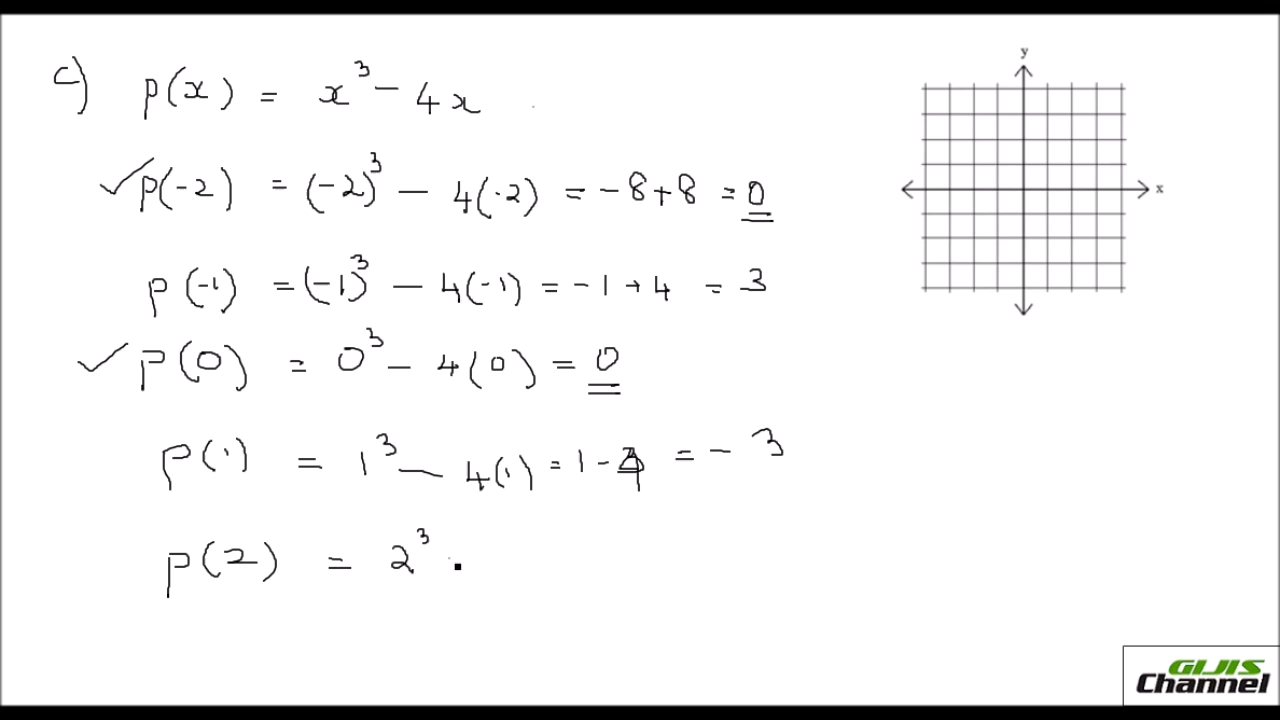 c) p(x) = x³ - 4x
✓p(-2) = (-2)³ - 4(-2) = -8+8 = 0
p(-1) = (-1)³ - 4(-1) = -1+4 = 3
✓ p(0) = 0³ - 4(0) = 0
p(1) = 1³ - 4(1) = 1-4 = -3
p(2) = 2³
y
x
GIJIS
Channel